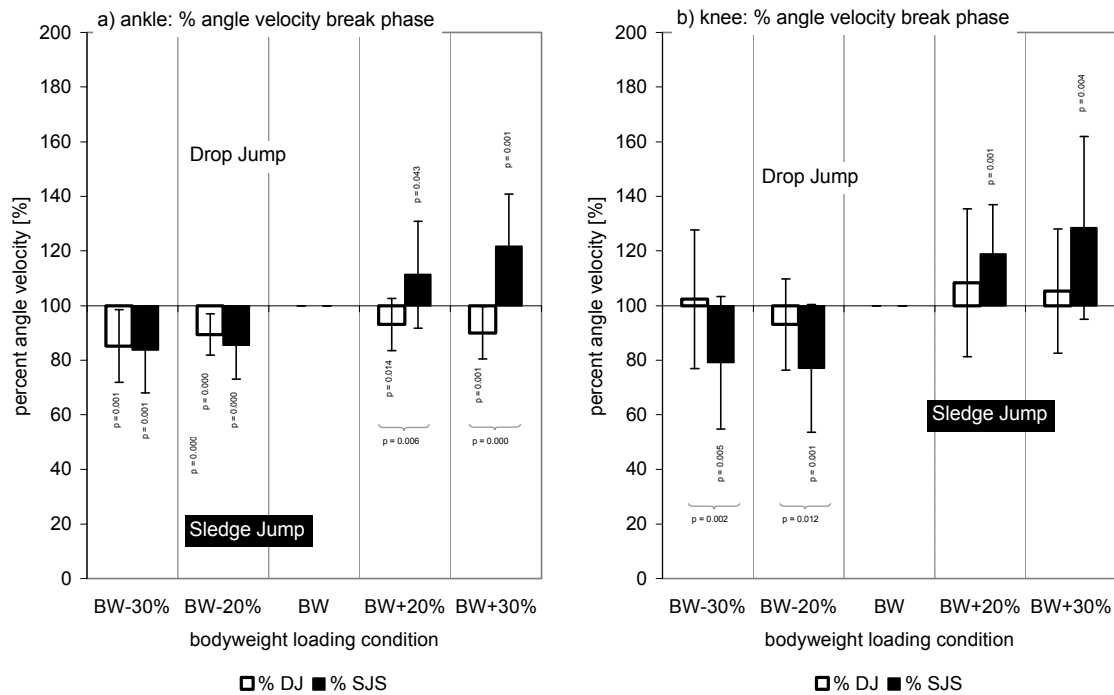 a) ankle: % angle velocity break phase
percent angle velocity [%]
200
180
160
140
120
100
80
60
40
20
0
Drop Jump
p = 0.001
p = 0.001
p = 0.000
p = 0.000
p = 0.000
p = 0.014
p = 0.043
p = 0.006
p = 0.001
p = 0.001
p = 0.000
Sledge Jump
BW-30% BW-20% BW BW+20% BW+30%
bodyweight loading condition
% DJ % SJS
b) knee: % angle velocity break phase
percent angle velocity [%]
200
180
160
140
120
100
80
60
40
20
0
Drop Jump
p = 0.005
p = 0.002
p = 0.001
p = 0.012
p = 0.001
p = 0.004
Sledge Jump
BW-30% BW-20% BW BW+20% BW+30%
bodyweight loading condition
% DJ % SJS